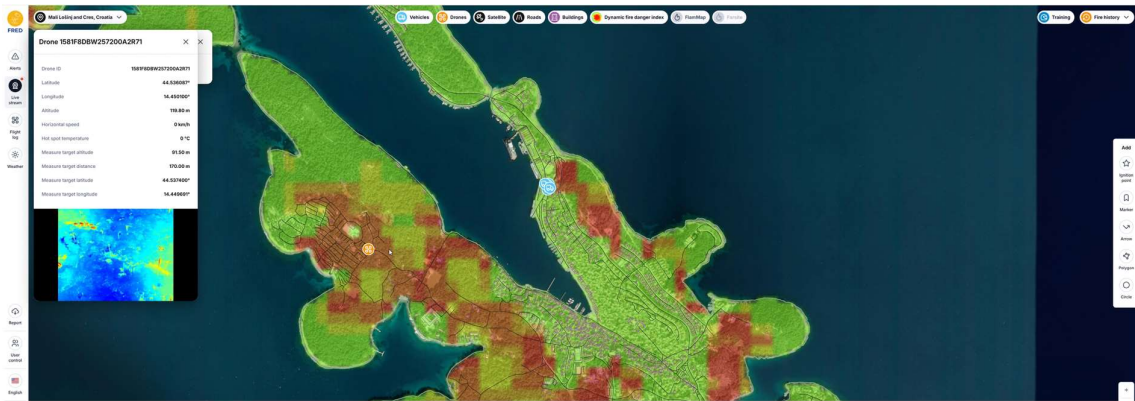 FRED
Mali Lošinj and Cres, Croatia
Vehicles
Drones
Satellite
Roads
Buildings
Dynamic fire danger index
FlamMap
Farsite
Training
Fire history
Alerts
Live
stream
Flight
log
Weather
Report
User
control
English
Drone 1581F8DBW257200A2R71
Drone ID 1581F8DBW257200A2R71
Latitude 44.536087°
Longitude 14.450100°
Altitude 119.80 m
Horizontal speed 0 km/h
Hot spot temperature 0 °C
Measure target altitude 91.50 m
Measure target distance 170.00 m
Measure target latitude 44.537400°
Measure target longitude 14.449691°
Add
Ignition
point
Marker
Arrow
Polygon
Circle